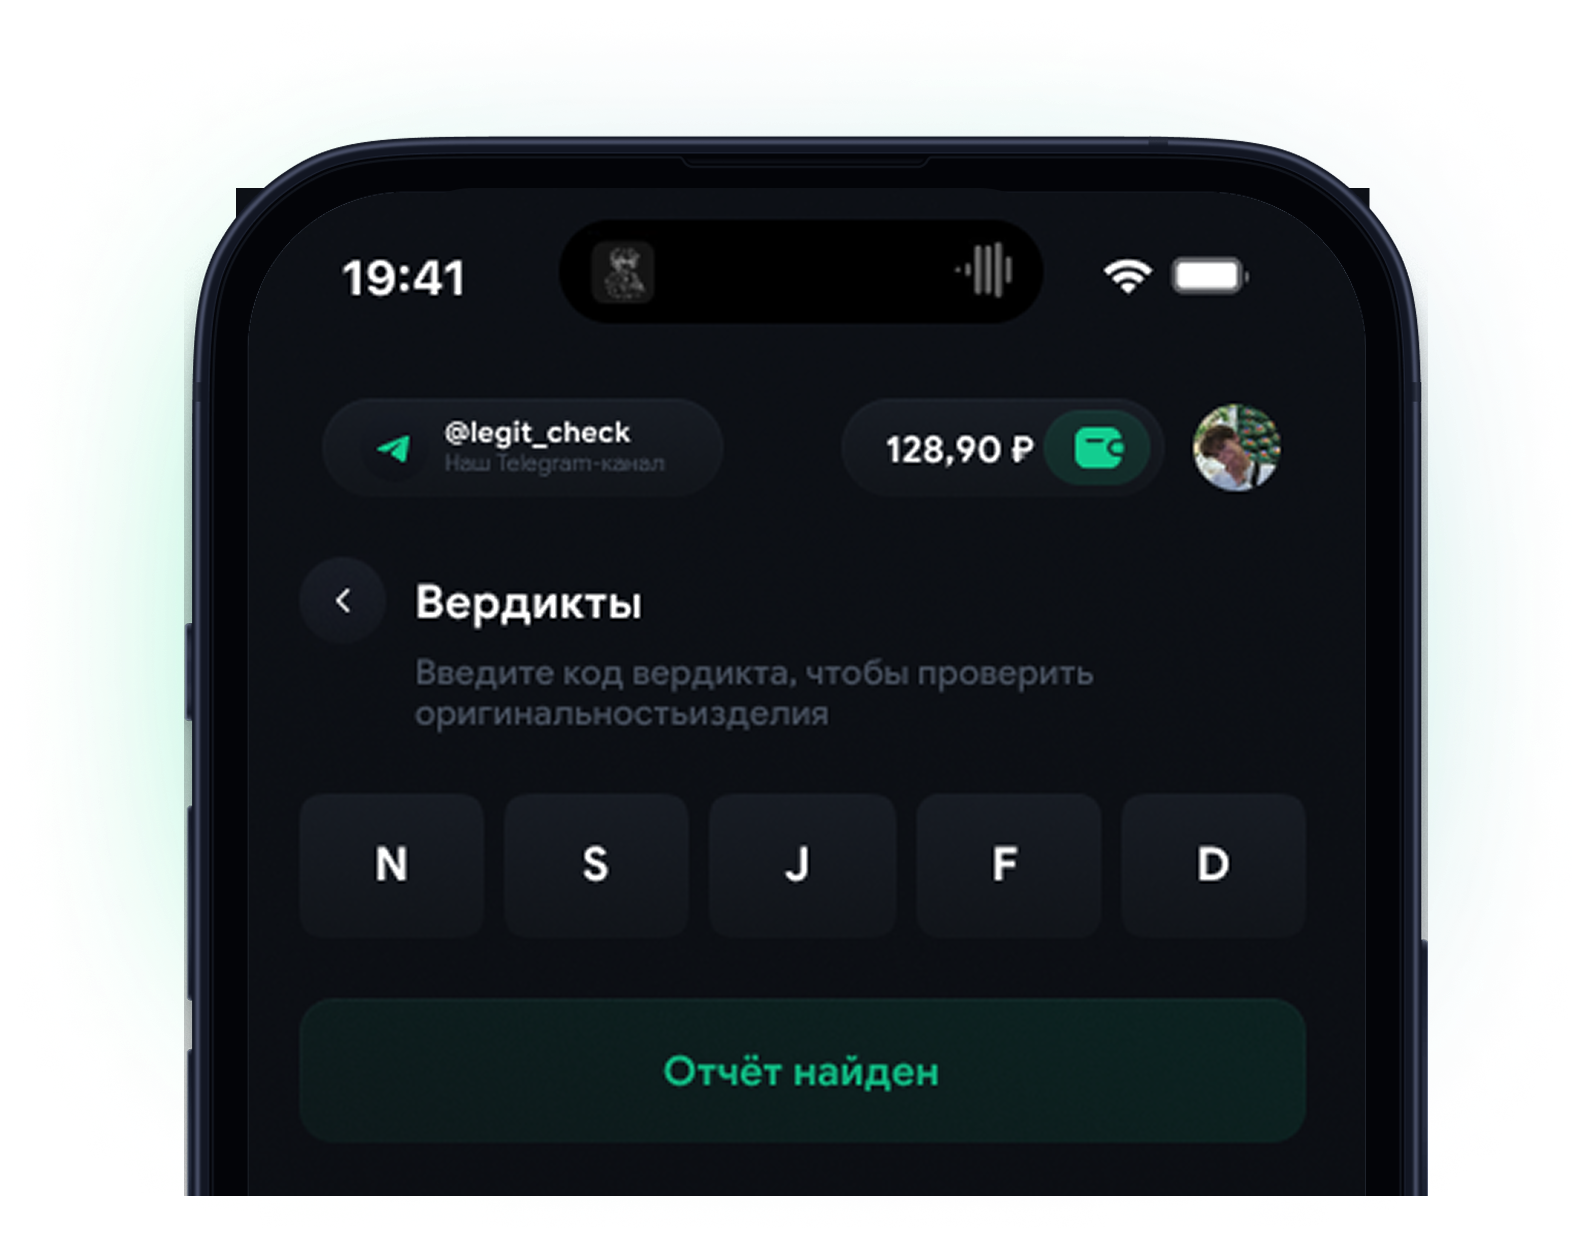 19:41
@legit_check
Наш Telegram-канал
128,90 ₽
Вердикты
Введите код вердикта, чтобы проверить
оригинальностьизделия
N S J F D
Отчёт найден